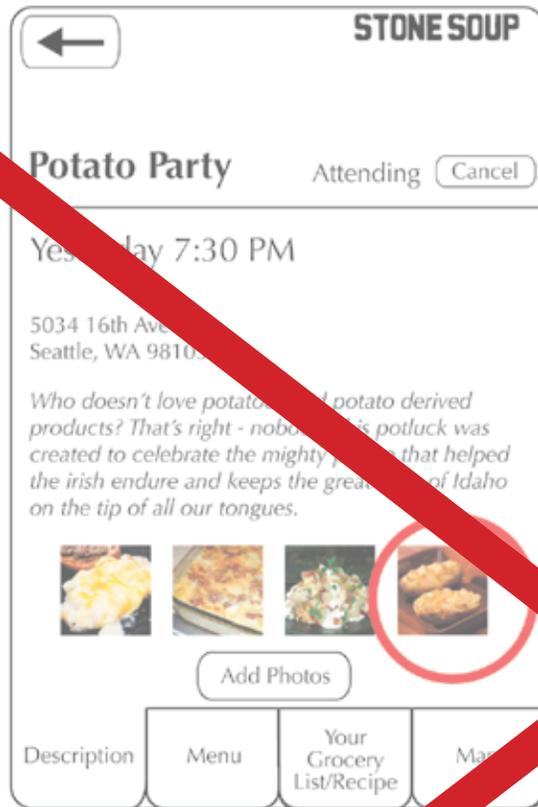 STONE SOUP
Potato Party
Attending
Cancel
7:30 PM
5034 16th Ave
Seattle, WA
Who doesn't love potato derived
products? That's right - potluck was
created to celebrate the mighty that helped
the irish endure and keeps the of Idaho
on the tip of all our tongues.
Add Photos
Description
Menu
Your
Grocery
List/Recipe